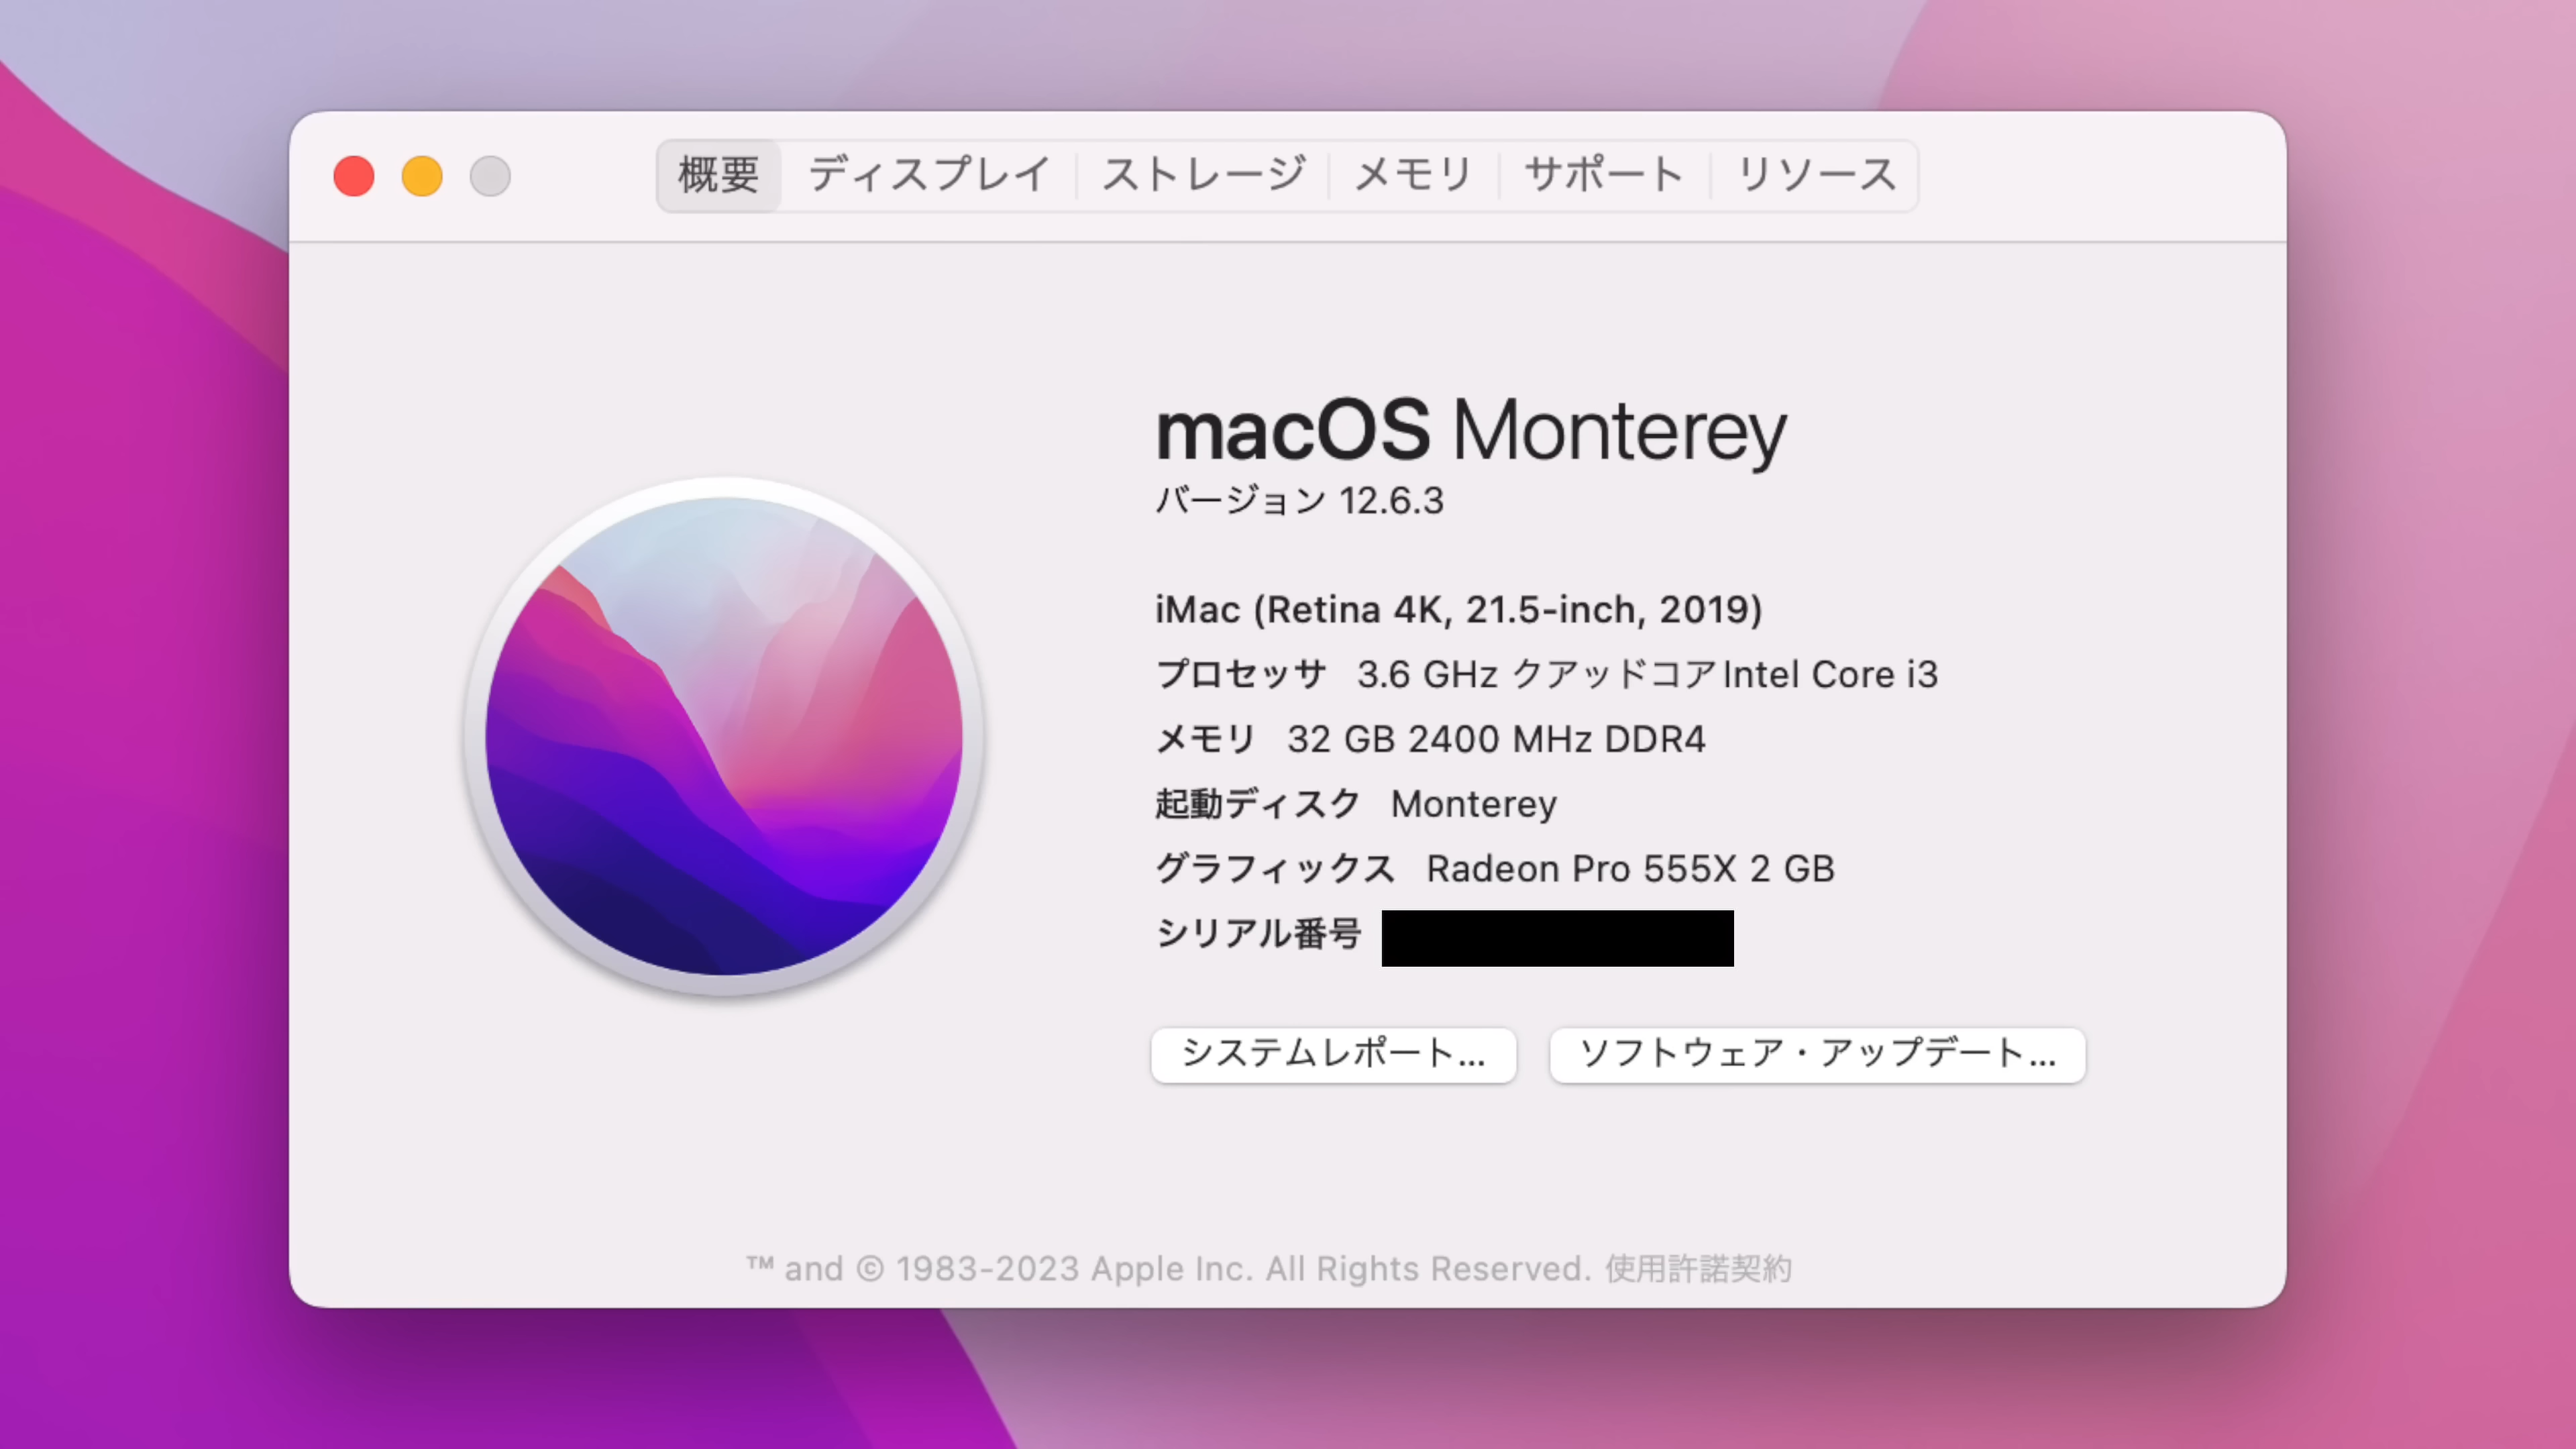 概要 ディスプレイ ストレージ メモリ サポート リソース
macOS Monterey
バージョン 12.6.3
iMac (Retina 4K, 21.5-inch, 2019)
プロセッサ 3.6 GHz クアッドコアIntel Core i3
メモリ 32 GB 2400 MHz DDR4
起動ディスク Monterey
グラフィックス Radeon Pro 555X 2 GB
シリアル番号
システムレポート... ソフトウェア・アップデート...
™ and © 1983-2023 Apple Inc. All Rights Reserved. 使用許諾契約